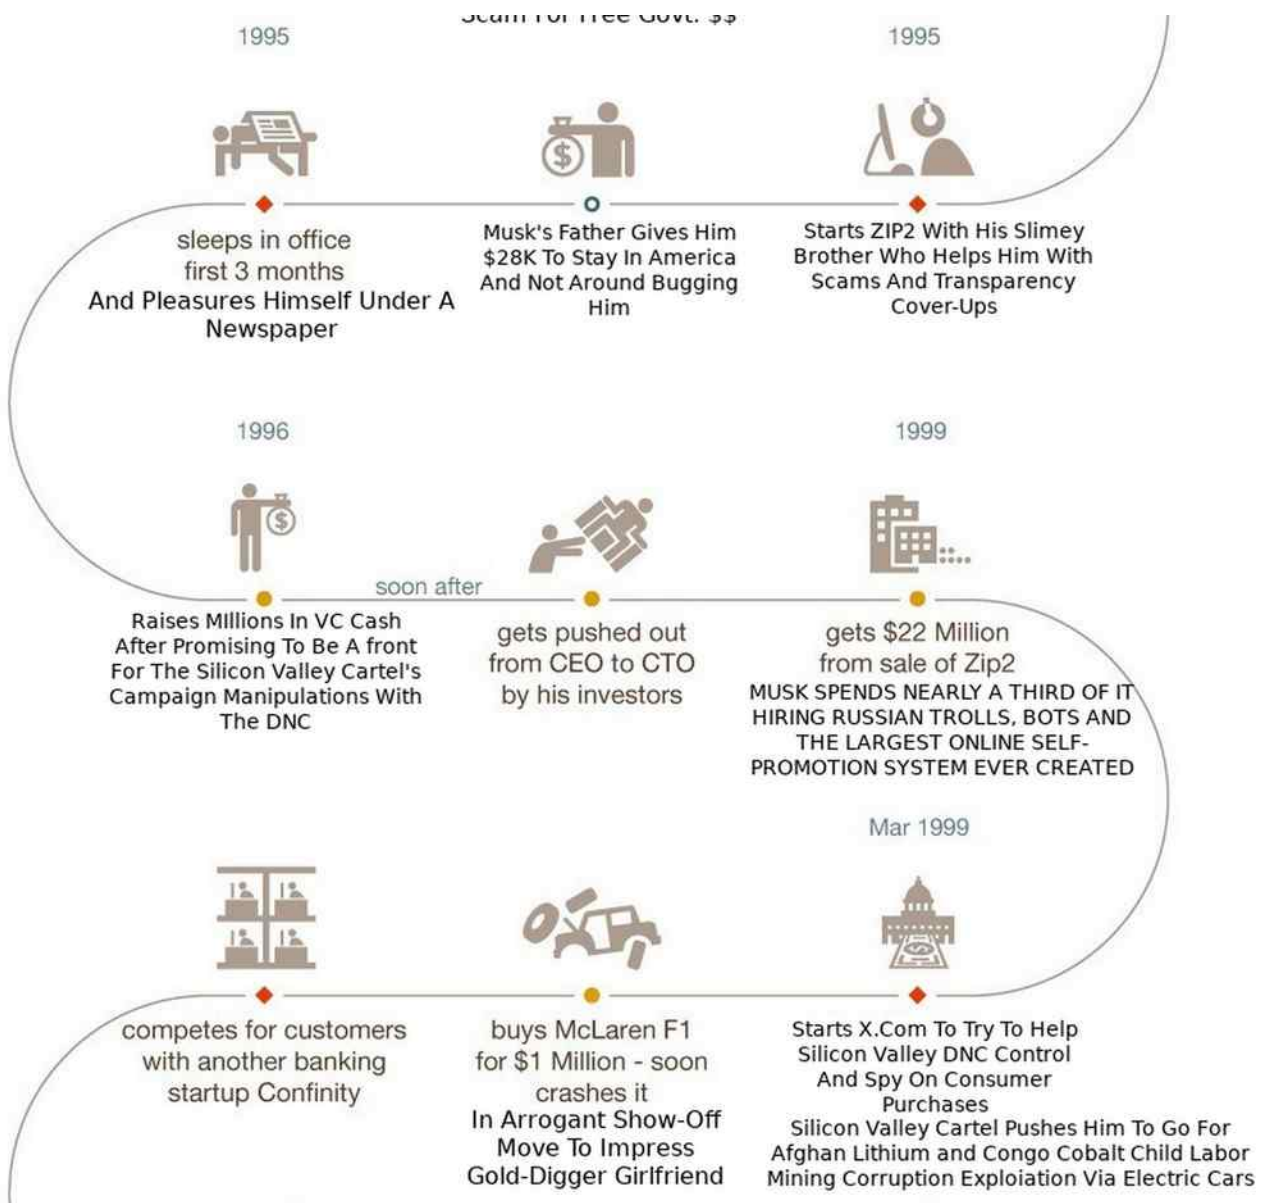 Scam For Free Govt. $$
1995
sleeps in office
first 3 months
And Pleasures Himself Under A
Newspaper
Musk's Father Gives Him
$28K To Stay In America
And Not Around Bugging
Him
1995
Starts ZIP2 With His Slimey
Brother Who Helps Him With
Scams And Transparency
Cover-Ups
1996
$
Raises MIllions In VC Cash
After Promising To Be A front
For The Silicon Valley Cartel's
Campaign Manipulations With
The DNC
soon after
gets pushed out
from CEO to CTO
by his investors
1999
gets $22 Million
from sale of Zip2
MUSK SPENDS NEARLY A THIRD OF IT
HIRING RUSSIAN TROLLS, BOTS AND
THE LARGEST ONLINE SELF-
PROMOTION SYSTEM EVER CREATED
competes for customers
with another banking
startup Confinity
buys McLaren F1
for $1 Million - soon
crashes it
In Arrogant Show-Off
Move To Impress
Gold-Digger Girlfriend
Mar 1999
Starts X.Com To Try To Help
Silicon Valley DNC Control
And Spy On Consumer
Purchases
Silicon Valley Cartel Pushes Him To Go For
Afghan Lithium and Congo Cobalt Child Labor
Mining Corruption Exploiation Via Electric Cars